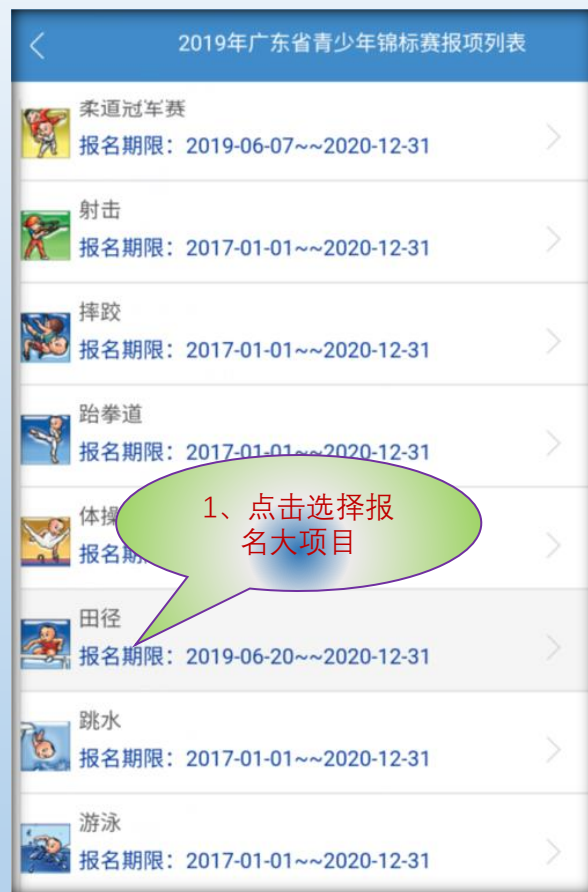 2019年广东省青少年锦标赛报项列表
柔道冠军赛
报名期限：2019-06-07~~2020-12-31
射击
报名期限：2017-01-01~~2020-12-31
摔跤
报名期限：2017-01-01~~2020-12-31
跆拳道
报名期限：2017-01-01~~2020-12-31
1、点击选择报
名大项目
体操
报名
田径
报名期限：2019-06-20~~2020-12-31
跳水
报名期限：2017-01-01~~2020-12-31
游泳
报名期限：2017-01-01~~2020-12-31